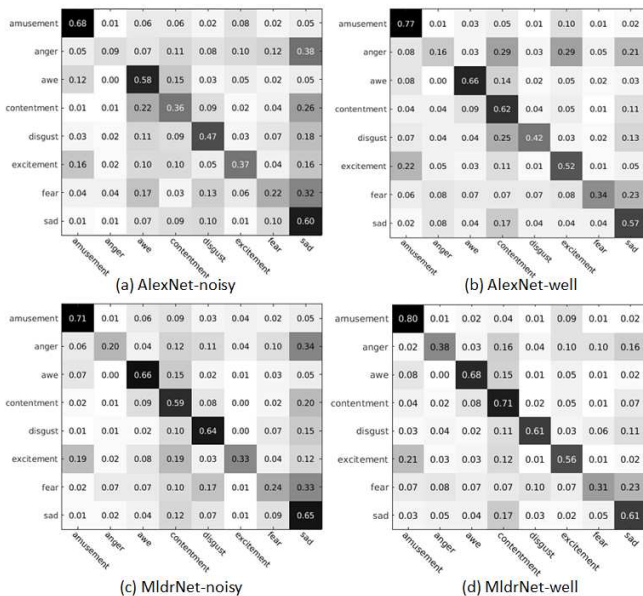 amusement 0.68 0.01 0.06 0.06 0.02 0.06 0.02 0.05
anger 0.05 0.09 0.07 0.11 0.08 0.10 0.12 0.38
awe 0.12 0.00 0.58 0.15 0.03 0.05 0.02 0.05
contentment 0.01 0.01 0.22 0.36 0.09 0.02 0.04 0.26
disgust 0.03 0.02 0.11 0.09 0.47 0.03 0.07 0.18
excitement 0.16 0.02 0.10 0.10 0.05 0.37 0.04 0.16
fear 0.04 0.04 0.17 0.03 0.13 0.06 0.22 0.32
sad 0.01 0.01 0.07 0.09 0.10 0.01 0.10 0.60
amusement anger awe contentment disgust excitement fear sad
(a) AlexNet-noisy
amusement 0.77 0.01 0.01 0.05 0.01 0.10 0.01 0.02
anger 0.08 0.16 0.03 0.29 0.03 0.29 0.05 0.21
awe 0.08 0.00 0.66 0.14 0.02 0.05 0.02 0.03
contentment 0.04 0.04 0.09 0.62 0.04 0.05 0.01 0.11
disgust 0.07 0.04 0.04 0.25 0.42 0.03 0.02 0.13
excitement 0.22 0.05 0.03 0.11 0.01 0.52 0.01 0.05
fear 0.06 0.08 0.07 0.07 0.07 0.08 0.34 0.23
sad 0.02 0.08 0.04 0.17 0.04 0.04 0.04 0.57
amusement anger awe contentment disgust excitement fear sad
(b) AlexNet-well
amusement 0.71 0.01 0.06 0.09 0.03 0.04 0.02 0.05
anger 0.06 0.20 0.04 0.12 0.11 0.04 0.10 0.34
awe 0.07 0.00 0.66 0.15 0.02 0.01 0.03 0.05
contentment 0.02 0.01 0.09 0.59 0.08 0.00 0.02 0.20
disgust 0.01 0.01 0.02 0.10 0.64 0.00 0.07 0.15
excitement 0.19 0.02 0.08 0.19 0.03 0.33 0.04 0.12
fear 0.02 0.07 0.07 0.10 0.17 0.01 0.24 0.33
sad 0.01 0.02 0.04 0.12 0.07 0.01 0.09 0.65
amusement anger awe contentment disgust excitement fear sad
(c) MldrNet-noisy
amusement 0.80 0.01 0.02 0.04 0.01 0.09 0.01 0.02
anger 0.02 0.38 0.03 0.16 0.04 0.10 0.10 0.16
awe 0.08 0.00 0.68 0.15 0.01 0.05 0.01 0.02
contentment 0.04 0.02 0.08 0.71 0.02 0.05 0.01 0.07
disgust 0.03 0.04 0.02 0.11 0.61 0.03 0.06 0.11
excitement 0.21 0.03 0.03 0.12 0.01 0.56 0.01 0.02
fear 0.07 0.08 0.07 0.07 0.10 0.07 0.31 0.23
sad 0.03 0.05 0.04 0.17 0.03 0.02 0.05 0.61
amusement anger awe contentment disgust excitement fear sad
(d) MldrNet-well